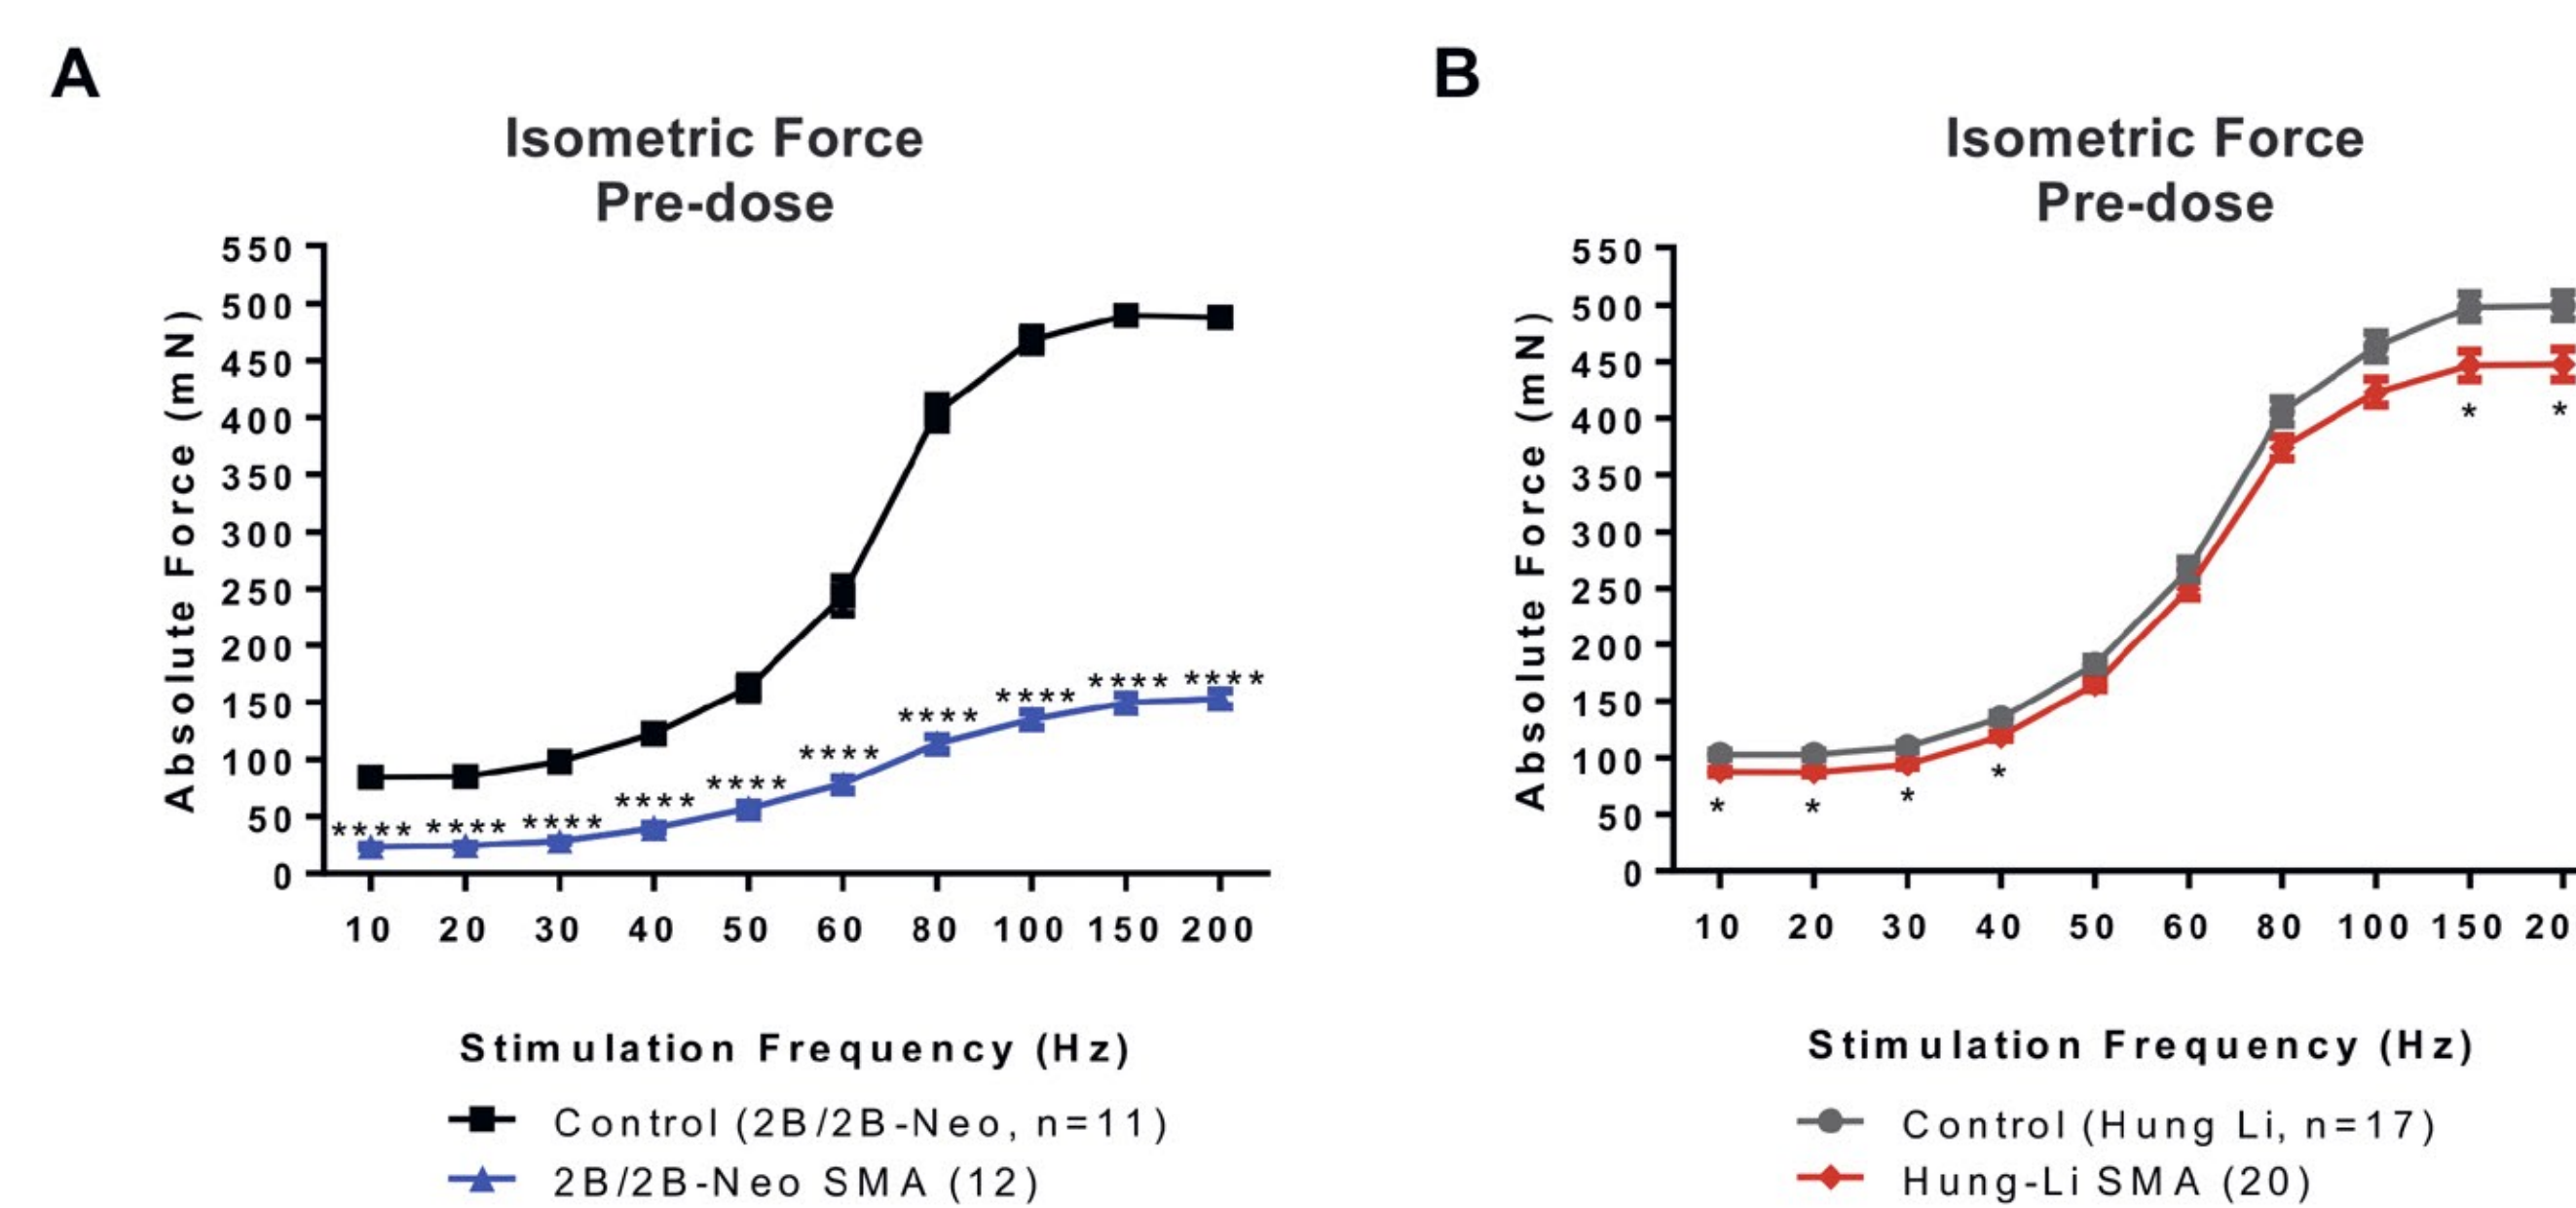 A
Isometric Force
Pre-dose
Absolute Force (mN)
550
500
450
400
350
300
250
200
150
100
50
0
**** **** **** **** **** **** **** **** **** ****
10 20 30 40 50 60 80 100 150 200
Stimulation Frequency (Hz)
Control (2B/2B-Neo, n=11)
2B/2B-Neo SMA (12)
B
Isometric Force
Pre-dose
Absolute Force (mN)
550
500
450
400
350
300
250
200
150
100
50
0
* * * * * *
10 20 30 40 50 60 80 100 150 20
Stimulation Frequency (Hz)
Control (Hung Li, n=17)
Hung-Li SMA (20)